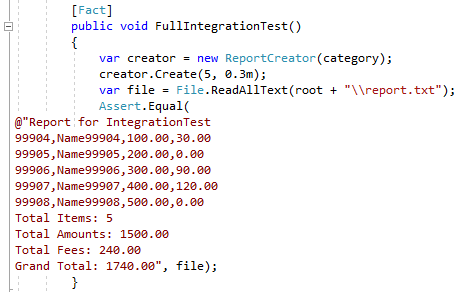 [Fact]
public void FullIntegrationTest()
{
var creator = new ReportCreator(category);
creator.Create(5, 0.3m);
var file = File.ReadAllText(root + "\\report.txt");
Assert.Equal(
@"Report for IntegrationTest
99904,Name99904,100.00,30.00
99905,Name99905,200.00,0.00
99906,Name99906,300.00,90.00
99907,Name99907,400.00,120.00
99908,Name99908,500.00,0.00
Total Items: 5
Total Amounts: 1500.00
Total Fees: 240.00
Grand Total: 1740.00", file);
}